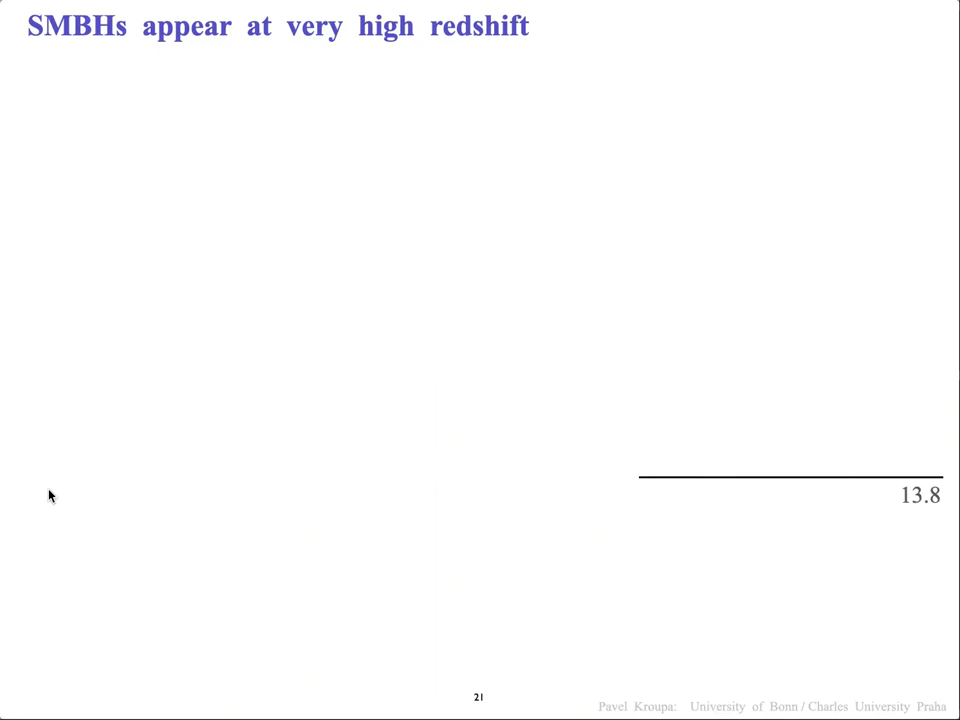 SMBHs appear at very high redshift
13.8
21
Pavel Kroupa: University of Bonn / Charles University Praha